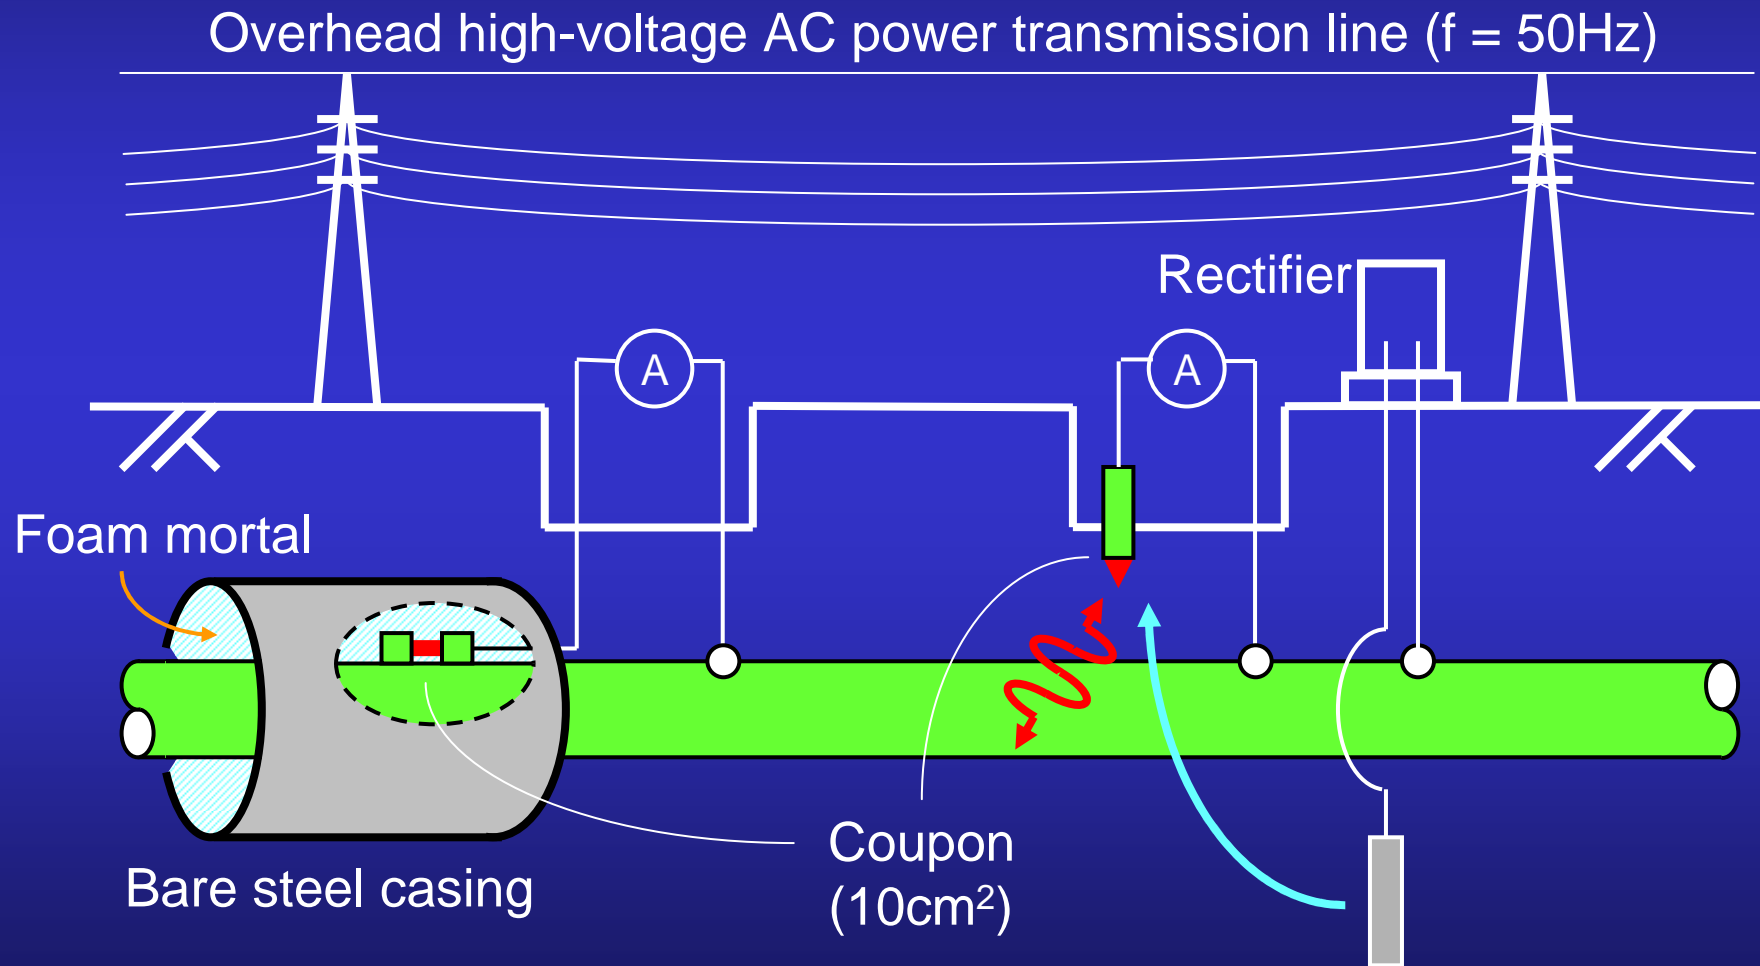 Overhead high-voltage AC power transmission line (f = 50Hz)
Rectifier
A
A
Foam mortal
Coupon
(10cm²)
Bare steel casing